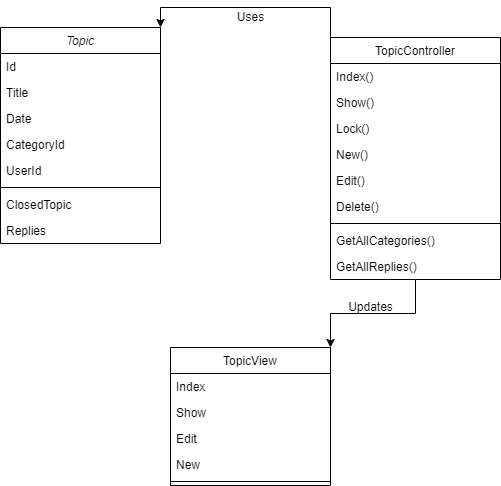 Uses
Topic
Id
Title
Date
CategoryId
UserId
ClosedTopic
Replies
TopicController
Index()
Show()
Lock()
New()
Edit()
Delete()
GetAllCategories()
GetAllReplies()
Updates
TopicView
Index
Show
Edit
New